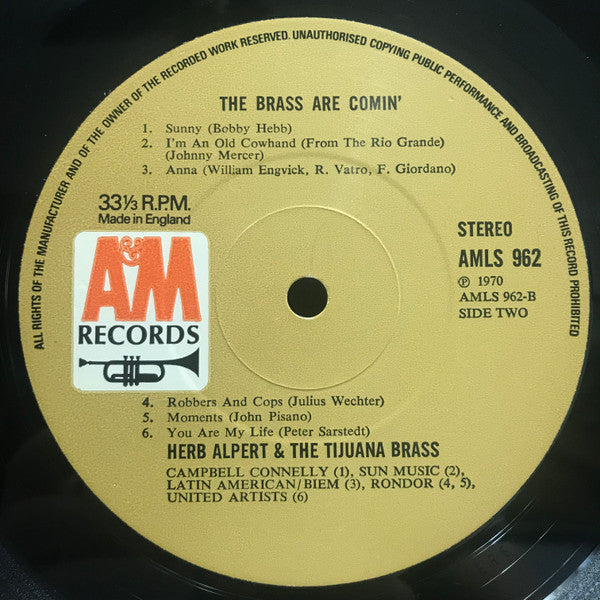 ALL RIGHTS OF THE MANUFACTURER AND OF THE OWNER OF THE RECORDED WORK RESERVED. UNAUTHORISED COPYING PUBLIC PERFORMANCE AND BROADCASTING OF THIS RECORD PROHIBITED
THE BRASS ARE COMIN'
1. Sunny (Bobby Hebb)
2. I'm An Old Cowhand (From The Rio Grande)
(Johnny Mercer)
3. Anna (William Engvick, R. Vatro, F. Giordano)
33⅓ R.P.M.
Made in England
A&M
RECORDS
STEREO
AMLS 962
℗ 1970
AMLS 962-B
SIDE TWO
4. Robbers And Cops (Julius Wechter)
5. Moments (John Pisano)
6. You Are My Life (Peter Sarstedt)
HERB ALPERT & THE TIJUANA BRASS
CAMPBELL CONNELLY (1), SUN MUSIC (2),
LATIN AMERICAN/BIEM (3), RONDOR (4, 5),
UNITED ARTISTS (6)